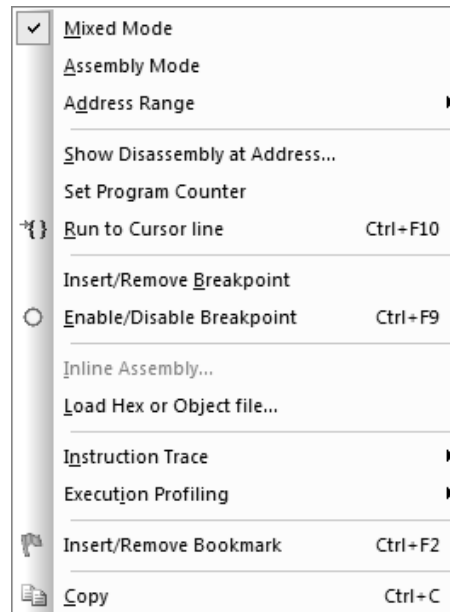 Mixed Mode
Assembly Mode
Address Range
Show Disassembly at Address...
Set Program Counter
Run to Cursor line Ctrl+F10
Insert/Remove Breakpoint
Enable/Disable Breakpoint Ctrl+F9
Inline Assembly...
Load Hex or Object file...
Instruction Trace
Execution Profiling
Insert/Remove Bookmark Ctrl+F2
Copy Ctrl+C